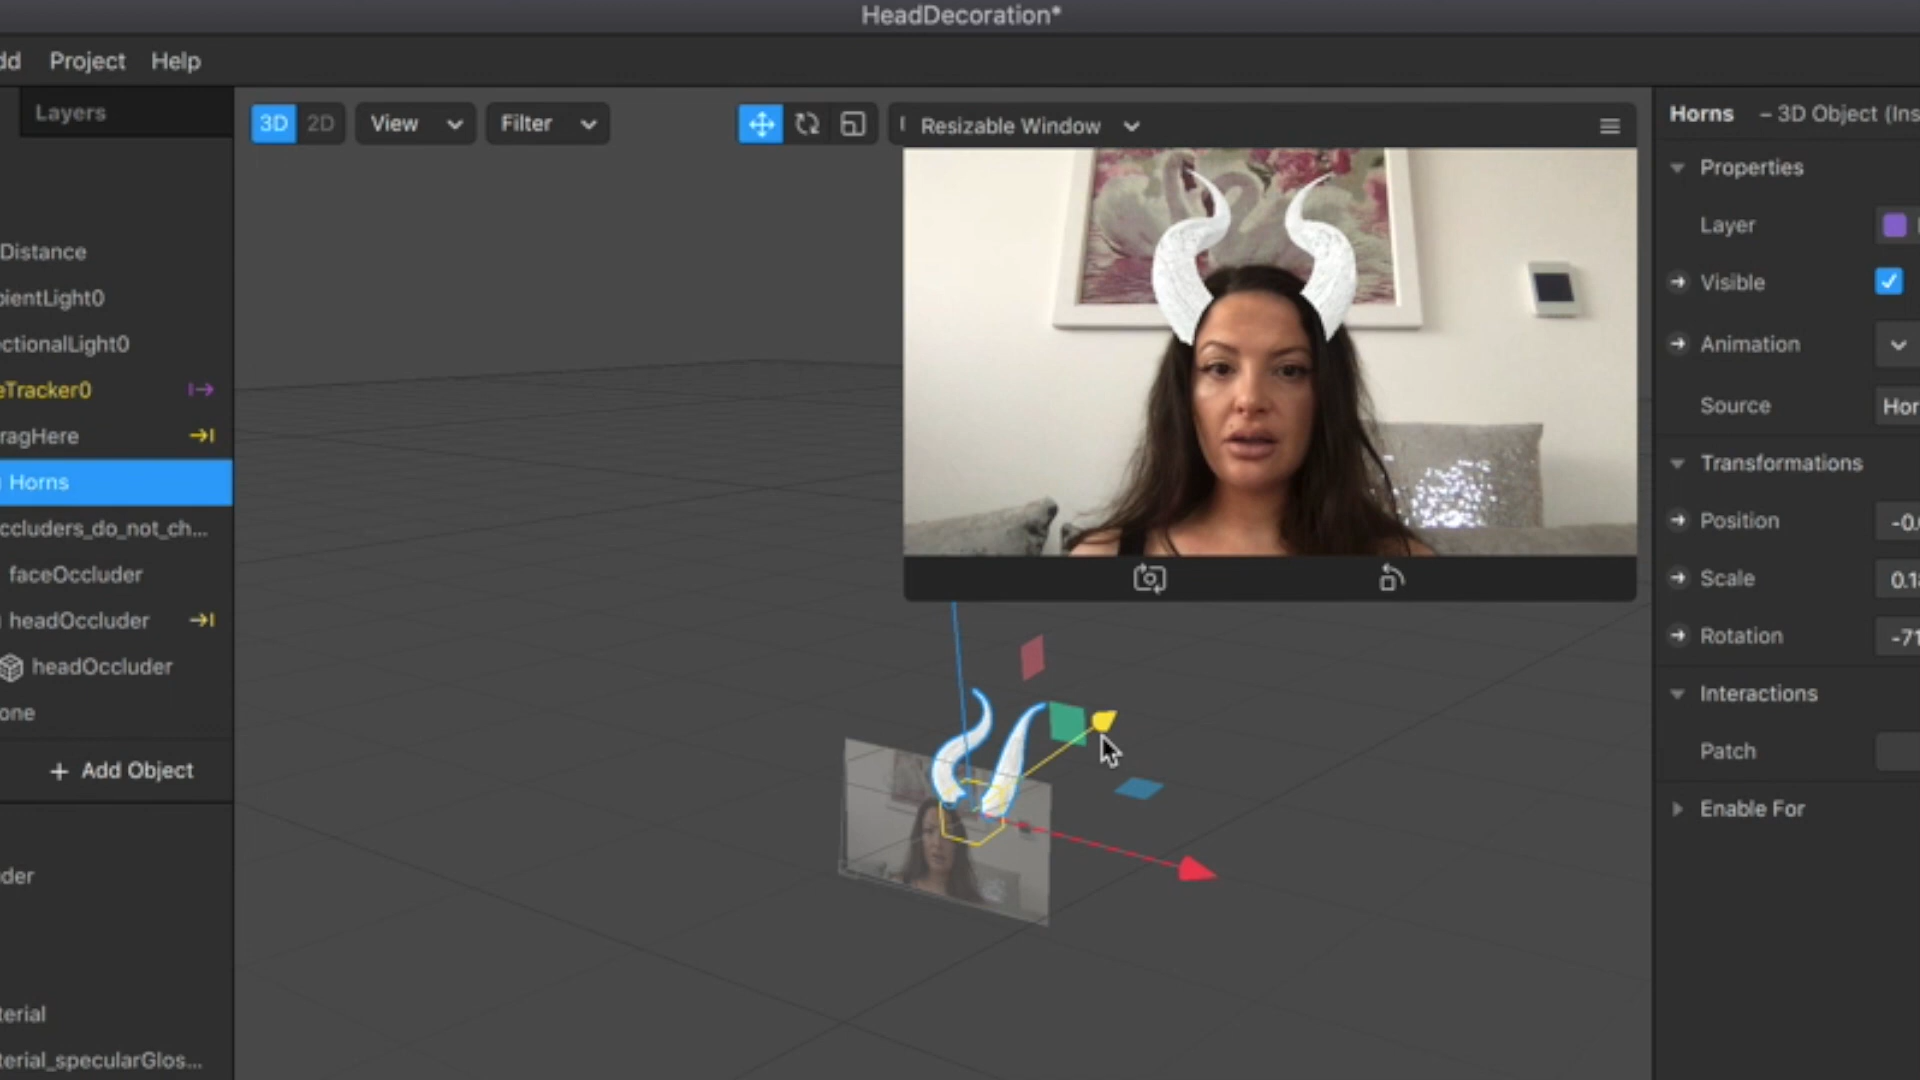 HeadDecoration*
dd Project Help
Layers
3D 2D View Filter
Resizable Window
Horns – 3D Object (Ins
Properties
Layer
Distance
Visible
bientLight0
ectionalLight0
Animation
eTracker0
Source Hor
ragHere
Transformations
Horns
Position -0.
ccluders_do_not_ch...
faceOccluder
Scale 0.18
headOccluder
Rotation -71
headOccluder
Interactions
one
Patch
+ Add Object
Enable For
der
terial
terial_specularGlos...